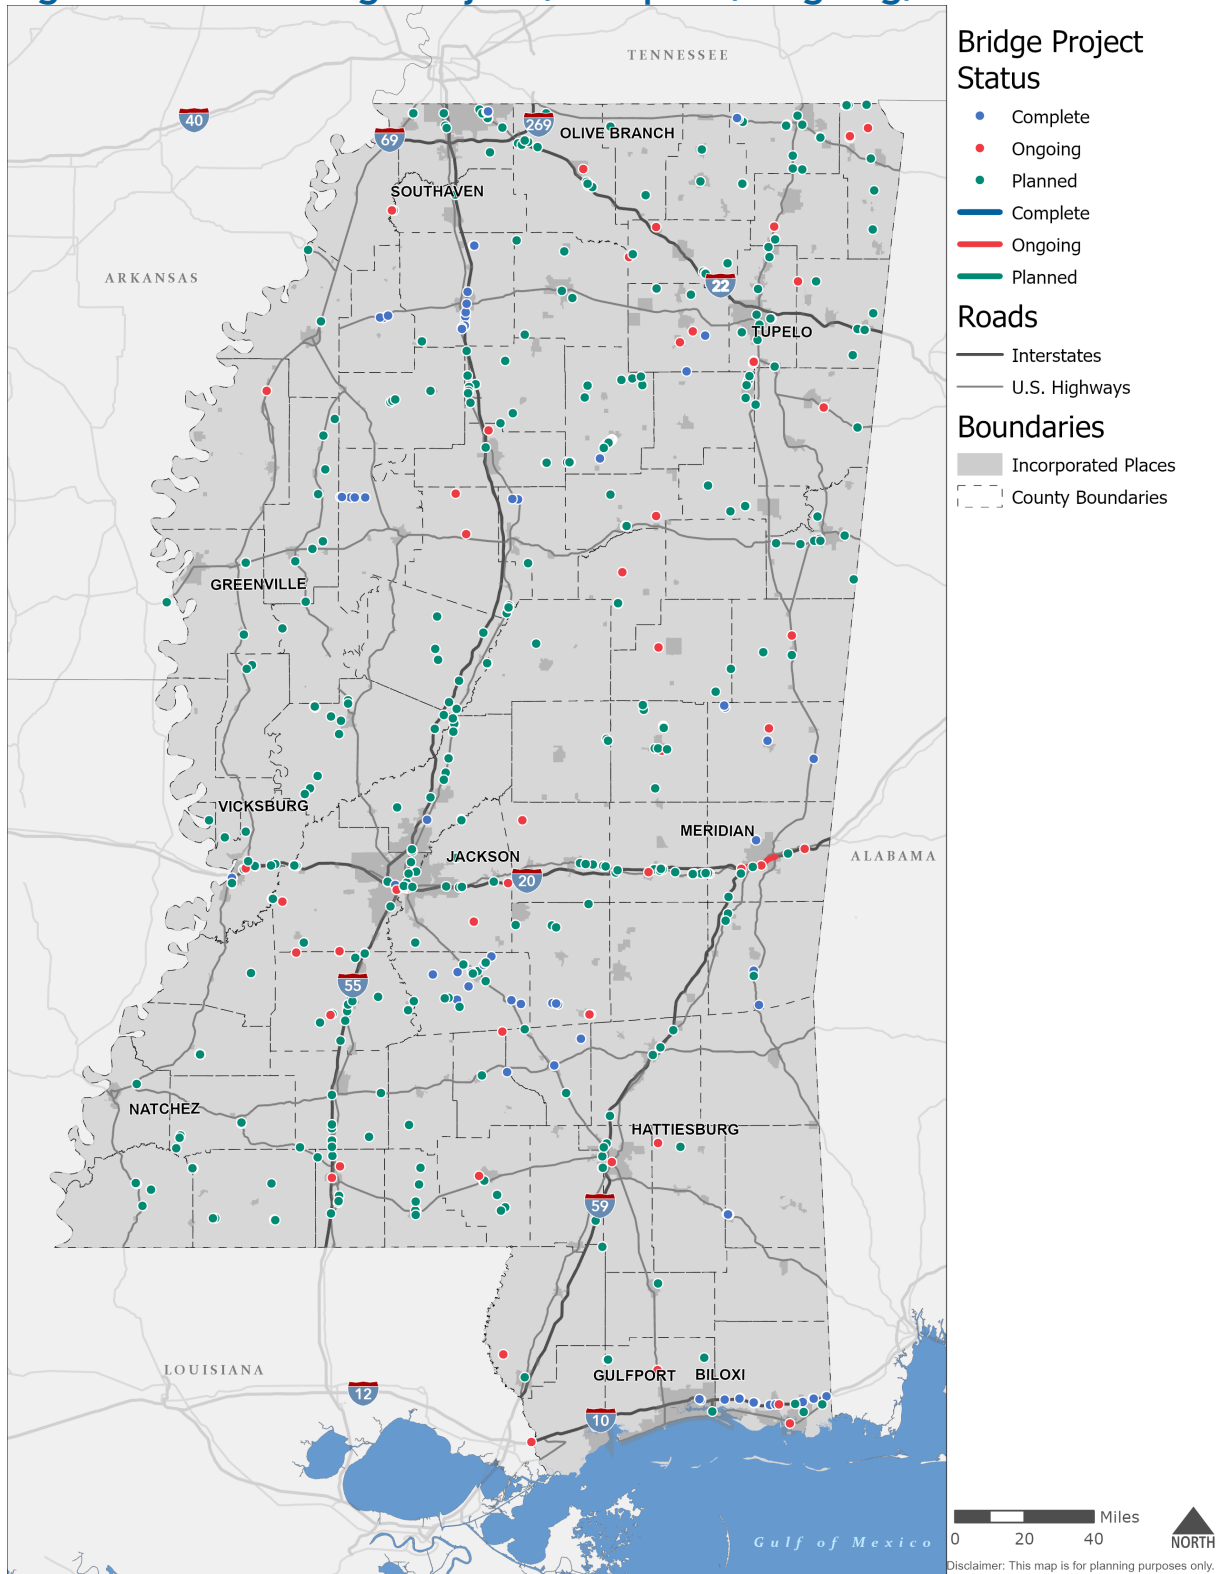 TENNESSEE
40
269
69
OLIVE BRANCH
SOUTHAVEN
ARKANSAS
22
TUPELO
GREENVILLE
VICKSBURG
MERIDIAN
JACKSON
ALABAMA
20
55
NATCHEZ
HATTIESBURG
59
LOUISIANA
GULFPORT
BILOXI
12
10
Gulf of Mexico
Bridge Project
Status
Complete
Ongoing
Planned
Complete
Ongoing
Planned
Roads
Interstates
U.S. Highways
Boundaries
Incorporated Places
County Boundaries
Miles
0 20 40
NORTH
Disclaimer: This map is for planning purposes only.